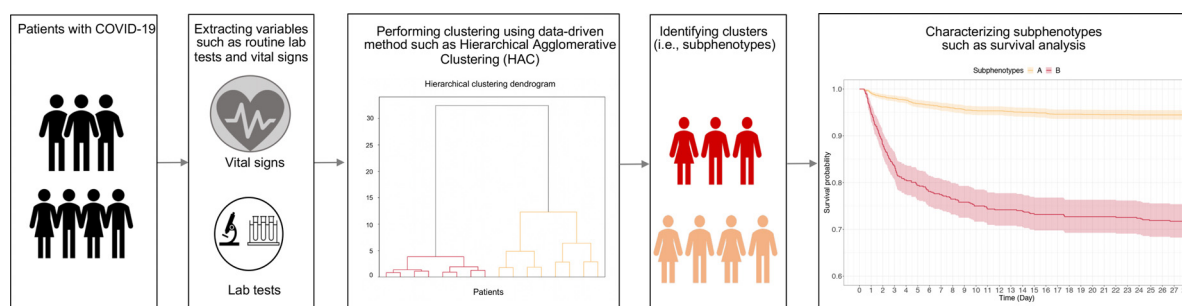 Patients with COVID-19
Extracting variables
such as routine lab
tests and vital signs
Vital signs
Lab tests
Performing clustering using data-driven
method such as Hierarchical Agglomerative
Clustering (HAC)
Hierarchical clustering dendrogram
30
25
20
15
10
5
0
Patients
Identifying clusters
(i.e., subphenotypes)
Characterizing subphenotypes
such as survival analysis
Subphenotypes A B
Survival probability
1.0
0.9
0.8
0.7
0.6
0 1 2 3 4 5 6 7 8 9 10 11 12 13 14 15 16 17 18 19 20 21 22 23 24 25 26 27
Time (Day)